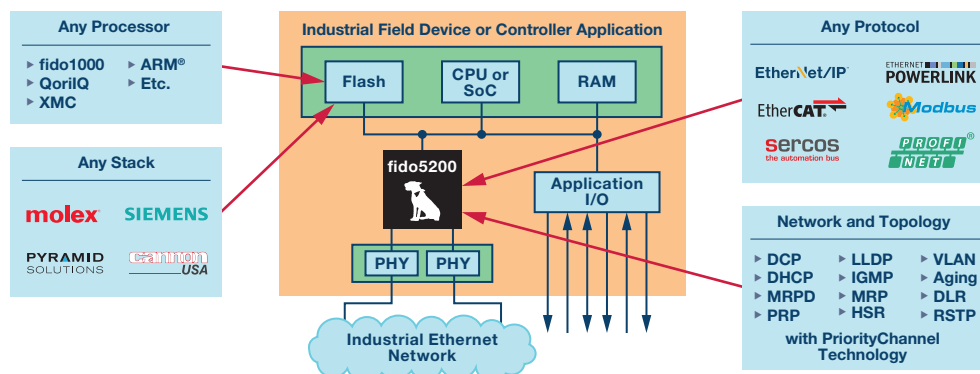 Any Processor
▸ fido1000
▸ QorilQ
▸ XMC
▸ ARM®
▸ Etc.
Any Stack
molex®
SIEMENS
PYRAMID
SOLUTIONS
cannon
USA
Industrial Field Device or Controller Application
Flash
CPU or
SoC
RAM
fido5200
Application
I/O
PHY
PHY
Industrial Ethernet
Network
Any Protocol
EtherNet/IP
ETHERNET
POWERLINK
EtherCAT
Modbus
sercos
the automation bus
PROFI
NET®
Network and Topology
▸ DCP
▸ DHCP
▸ MRPD
▸ PRP
▸ LLDP
▸ IGMP
▸ MRP
▸ HSR
▸ VLAN
▸ Aging
▸ DLR
▸ RSTP
with PriorityChannel
Technology